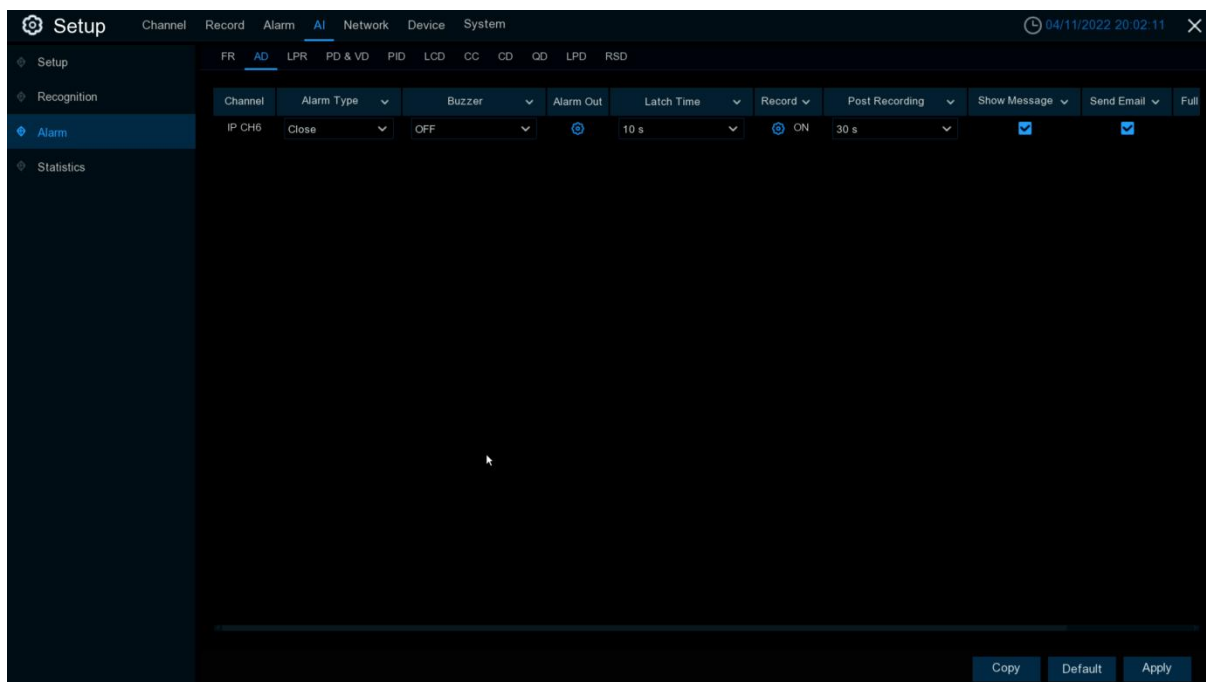 Setup Channel Record Alarm AI Network Device System 04/11/2022 20:02:11
Setup
Recognition
Alarm
Statistics
FR AD LPR PD & VD PID LCD CC CD QD LPD RSD
Channel Alarm Type Buzzer Alarm Out Latch Time Record Post Recording Show Message Send Email Full
IP CH6 Close OFF 10 s ON 30 s
Copy Default Apply